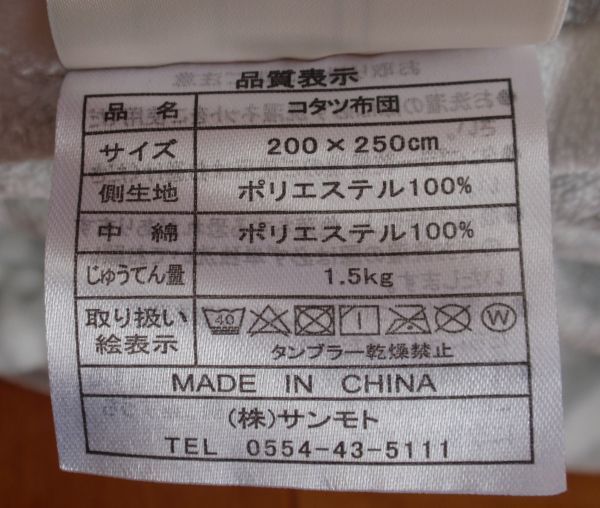 品質表示
品 名 コタツ布団
サイズ 200×250cm
側生地 ポリエステル100%
中 綿 ポリエステル100%
じゅうてん量 1.5kg
取り扱い
絵表示
40 W
タンブラー乾燥禁止
MADE IN CHINA
(株)サンモト
TEL 0554-43-5111